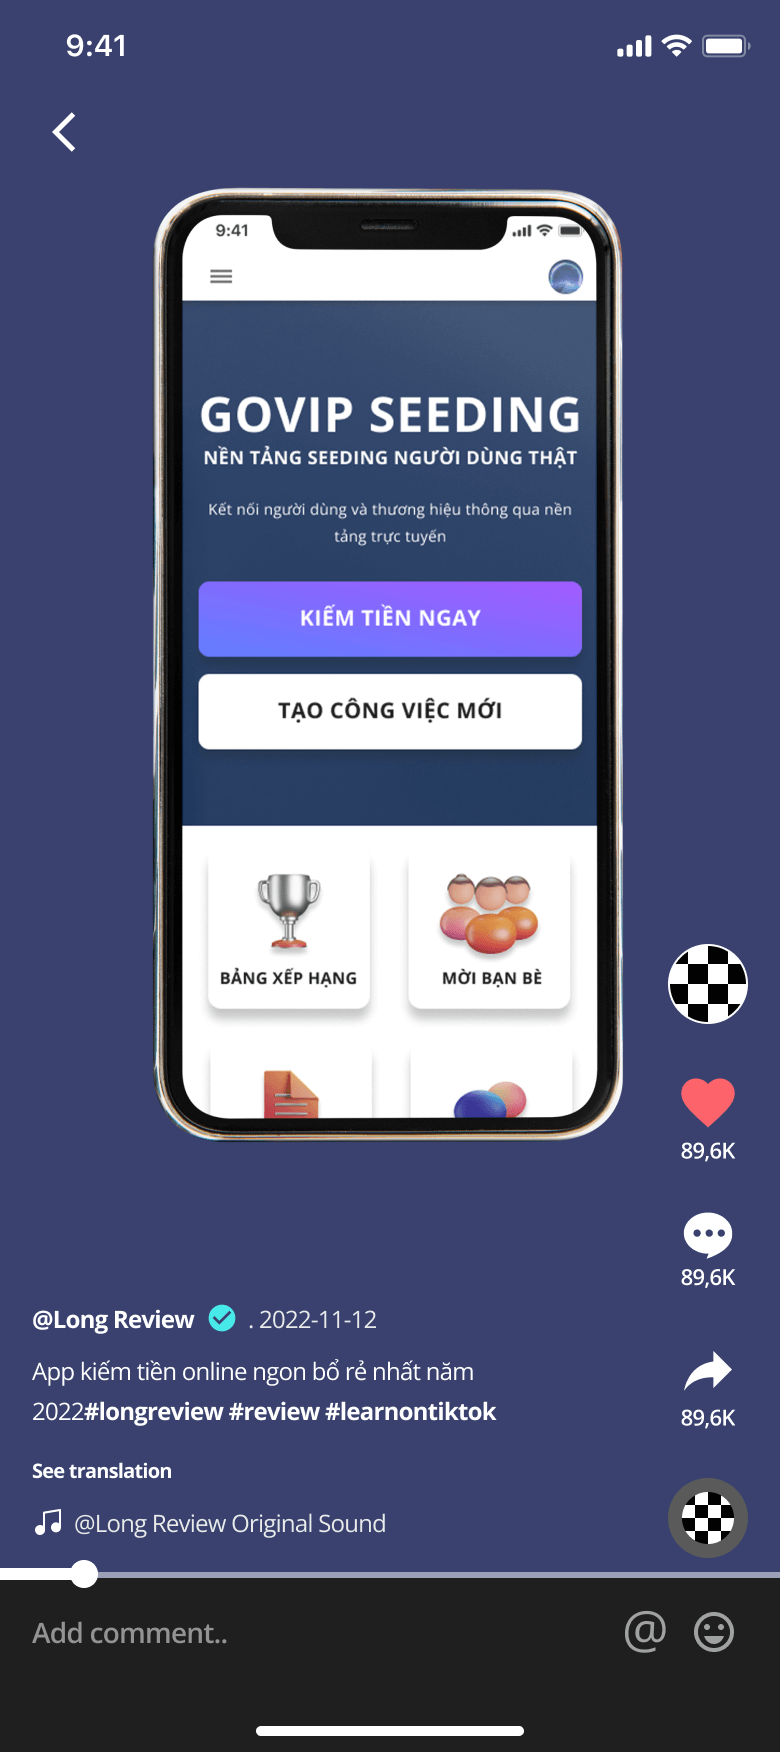 9:41
9:41
GOVIP SEEDING
NỀN TẢNG SEEDING NGƯỜI DÙNG THẬT
Kết nối người dùng và thương hiệu thông qua nền
tảng trực tuyến
KIẾM TIỀN NGAY
TẠO CÔNG VIỆC MỚI
BẢNG XẾP HẠNG
MỜI BẠN BÈ
89,6K
89,6K
89,6K
@Long Review . 2022-11-12
App kiếm tiền online ngon bổ rẻ nhất năm
2022#longreview #review #learnontiktok
See translation
@Long Review Original Sound
Add comment..
@